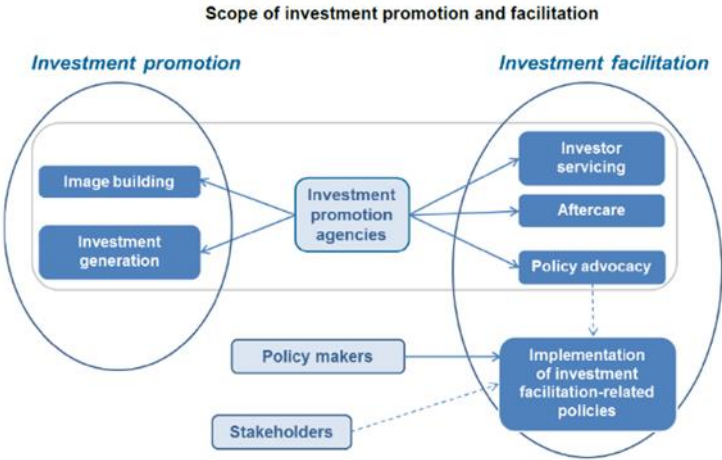 Scope of investment promotion and facilitation
Investment promotion
Investment facilitation
Image building
Investment
generation
Investment
promotion
agencies
Investor
servicing
Aftercare
Policy advocacy
Policy makers
Stakeholders
Implementation
of investment
facilitation-related
policies